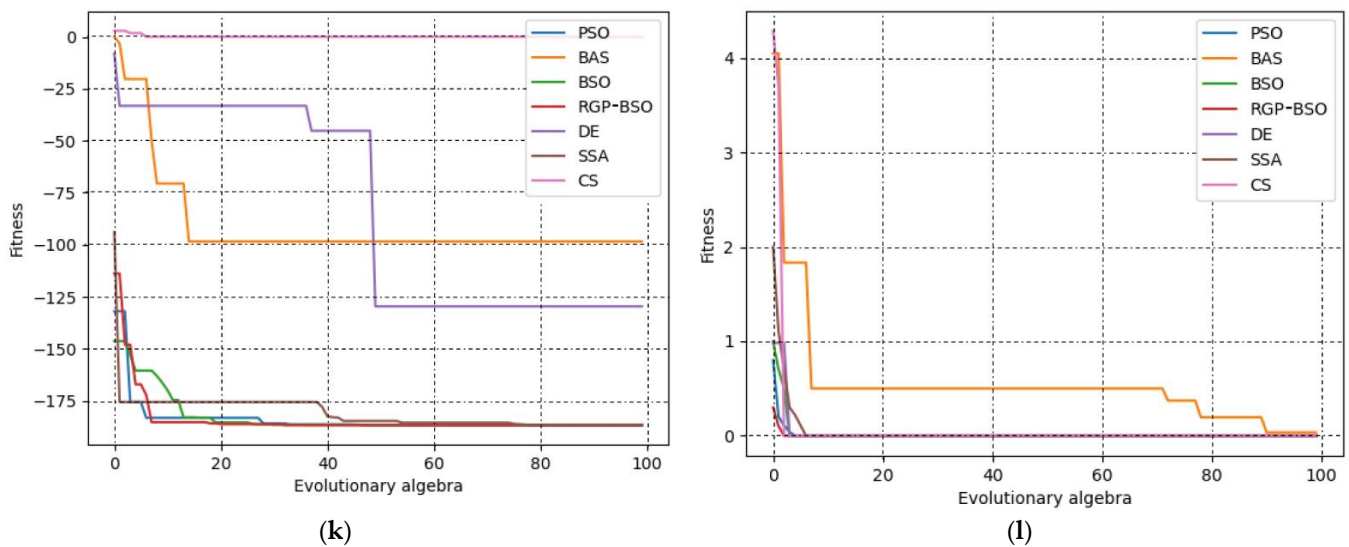 0
−25
−50
−75
−100
−125
−150
−175
Fitness
0 20 40 60 80 100
Evolutionary algebra
PSO
BAS
BSO
RGP-BSO
DE
SSA
CS
(k)
4
3
2
1
0
Fitness
0 20 40 60 80 100
Evolutionary algebra
PSO
BAS
BSO
RGP-BSO
DE
SSA
CS
(l)